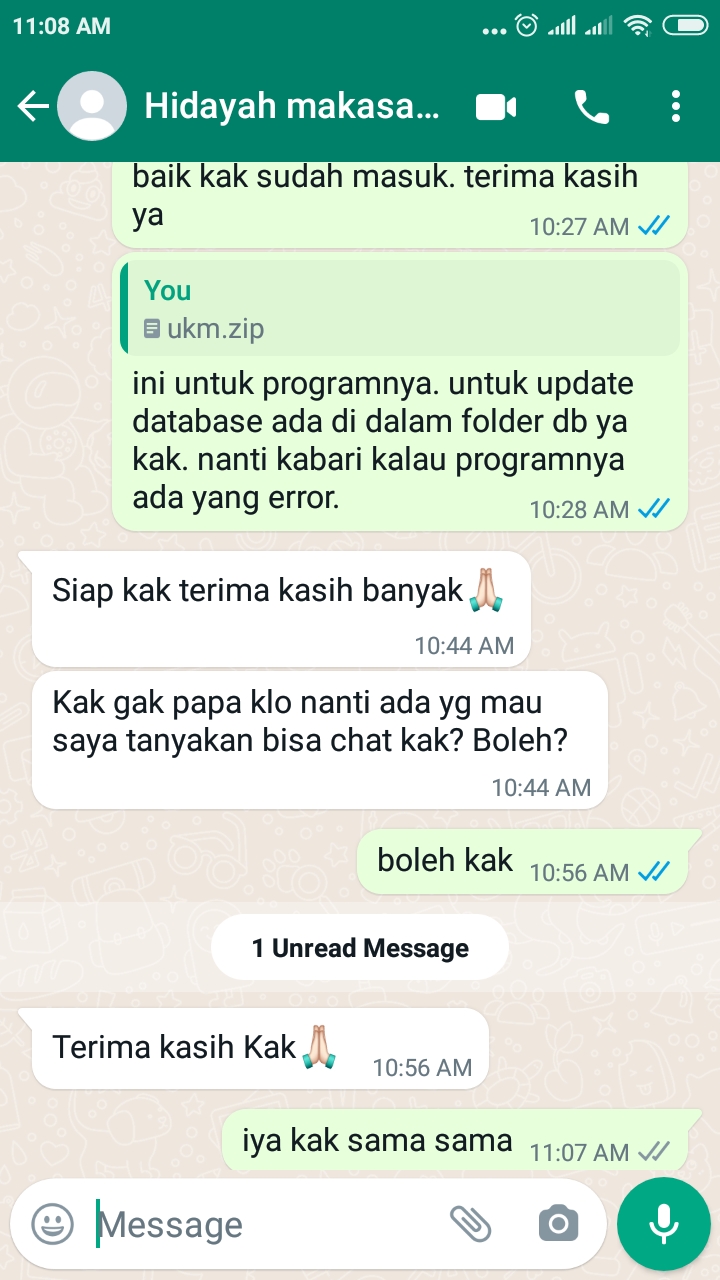 11:08 AM
Hidayah makasa...
baik kak sudah masuk. terima kasih
ya
10:27 AM
You
ukm.zip
ini untuk programnya. untuk update
database ada di dalam folder db ya
kak. nanti kabari kalau programnya
ada yang error.
10:28 AM
Siap kak terima kasih banyak🙏🏻
10:44 AM
Kak gak papa klo nanti ada yg mau
saya tanyakan bisa chat kak? Boleh?
10:44 AM
boleh kak 10:56 AM
1 Unread Message
Terima kasih Kak🙏🏻 10:56 AM
iya kak sama sama 11:07 AM
Message